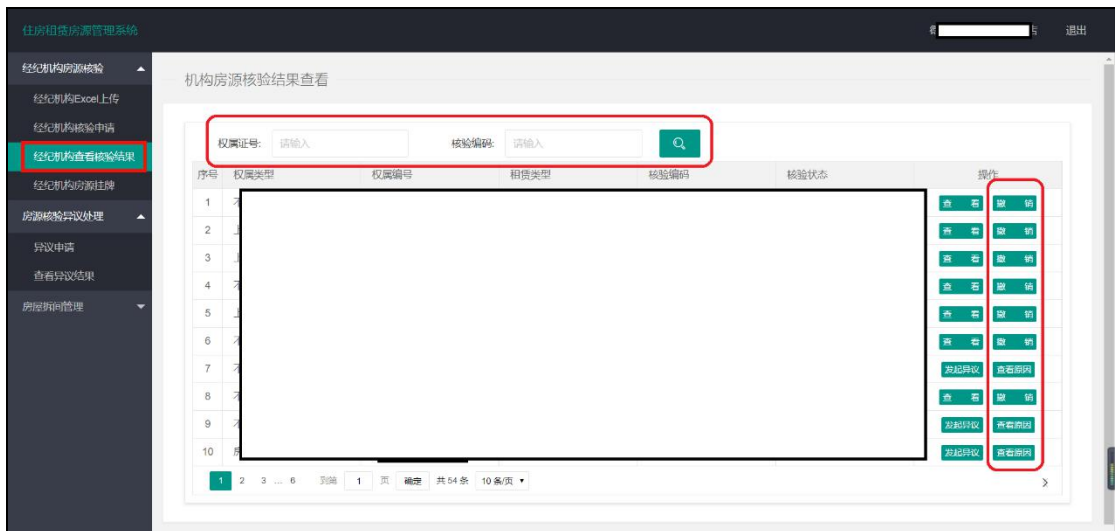 住房租赁房源管理系统
退出
经纪机构房源核验
经纪机构Excel上传
经纪机构核验申请
经纪机构查看核验结果
经纪机构房源挂牌
房源核验异议处理
异议申请
查看异议结果
房屋拆间管理
机构房源核验结果查看
权属证号: 请输入 核验编码: 请输入
序号 权属类型 权属编号 租赁类型 核验编码 核验状态 操作
1 查 看 撤 销
2 查 看 撤 销
3 查 看 撤 销
4 查 看 撤 销
5 查 看 撤 销
6 查 看 撤 销
7 发起异议 查看原因
8 查 看 撤 销
9 发起异议 查看原因
10 发起异议 查看原因
1 2 3 ... 6 到第 1 页 确定 共 54 条 10 条/页